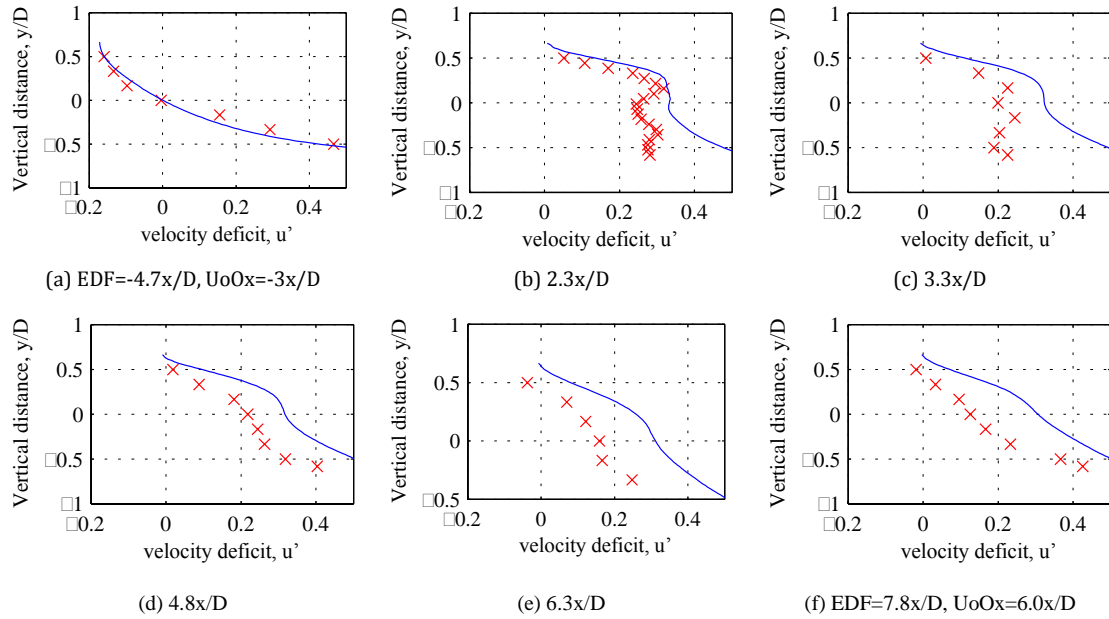 1
0.5
0
□0.5
□1
□0.2
0
0.2
0.4
Vertical distance, y/D
velocity deficit, u’
(a) EDF=-4.7x/D, UoOx=-3x/D
1
0.5
0
□0.5
□1
□0.2
0
0.2
0.4
Vertical distance, y/D
velocity deficit, u’
(b) 2.3x/D
1
0.5
0
□0.5
□1
□0.2
0
0.2
0.4
Vertical distance, y/D
velocity deficit, u’
(c) 3.3x/D
1
0.5
0
□0.5
□1
□0.2
0
0.2
0.4
Vertical distance, y/D
velocity deficit, u’
(d) 4.8x/D
1
0.5
0
□0.5
□0.2
0
0.2
0.4
Vertical distance, y/D
velocity deficit, u’
(e) 6.3x/D
1
0.5
0
□0.5
□1
□0.2
0
0.2
0.4
Vertical distance, y/D
velocity deficit, u’
(f) EDF=7.8x/D, UoOx=6.0x/D